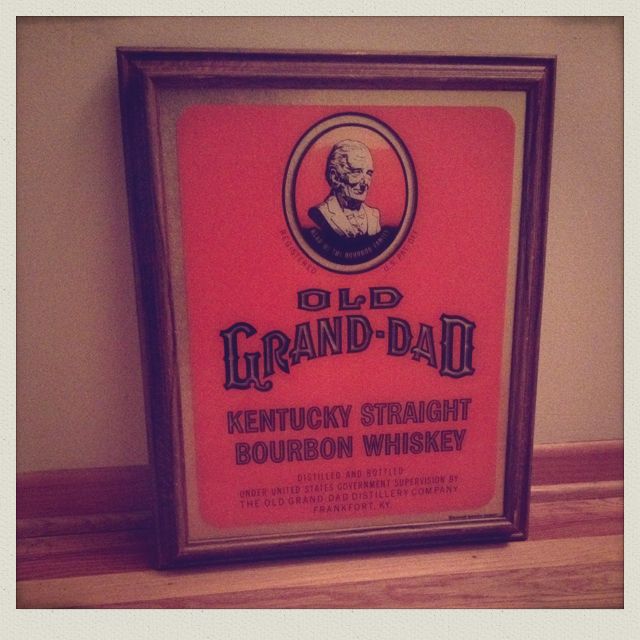 HEAD OF THE BOURBON FAMILY
REGISTERED U.S. PAT. OFF.
OLD
GRAND-DAD
KENTUCKY STRAIGHT
BOURBON WHISKEY
DISTILLED AND BOTTLED
UNDER UNITED STATES GOVERNMENT SUPERVISION BY
THE OLD GRAND DAD DISTILLERY COMPANY
FRANKFORT, KY.